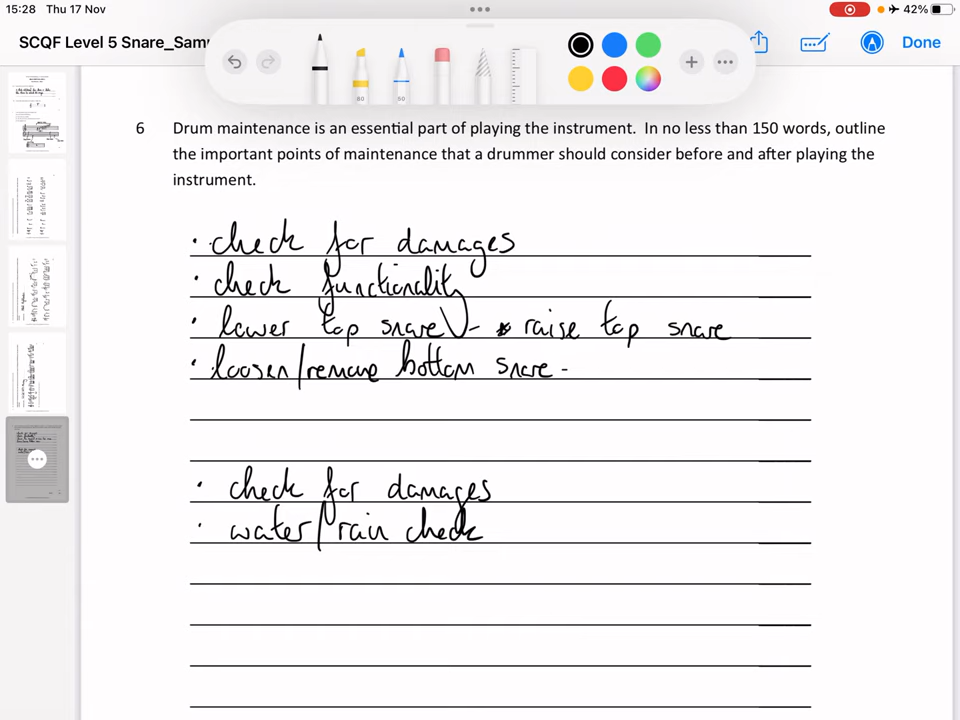 15:28 Thu 17 Nov
42%
SCQF Level 5 Snare_Samp
Done
80
50
6 Drum maintenance is an essential part of playing the instrument. In no less than 150 words, outline
the important points of maintenance that a drummer should consider before and after playing the
instrument.
· check for damages
· check functionality
· lower top snare - raise top snare
· loosen/remove bottom snare -
· check for damages
· water/rain check